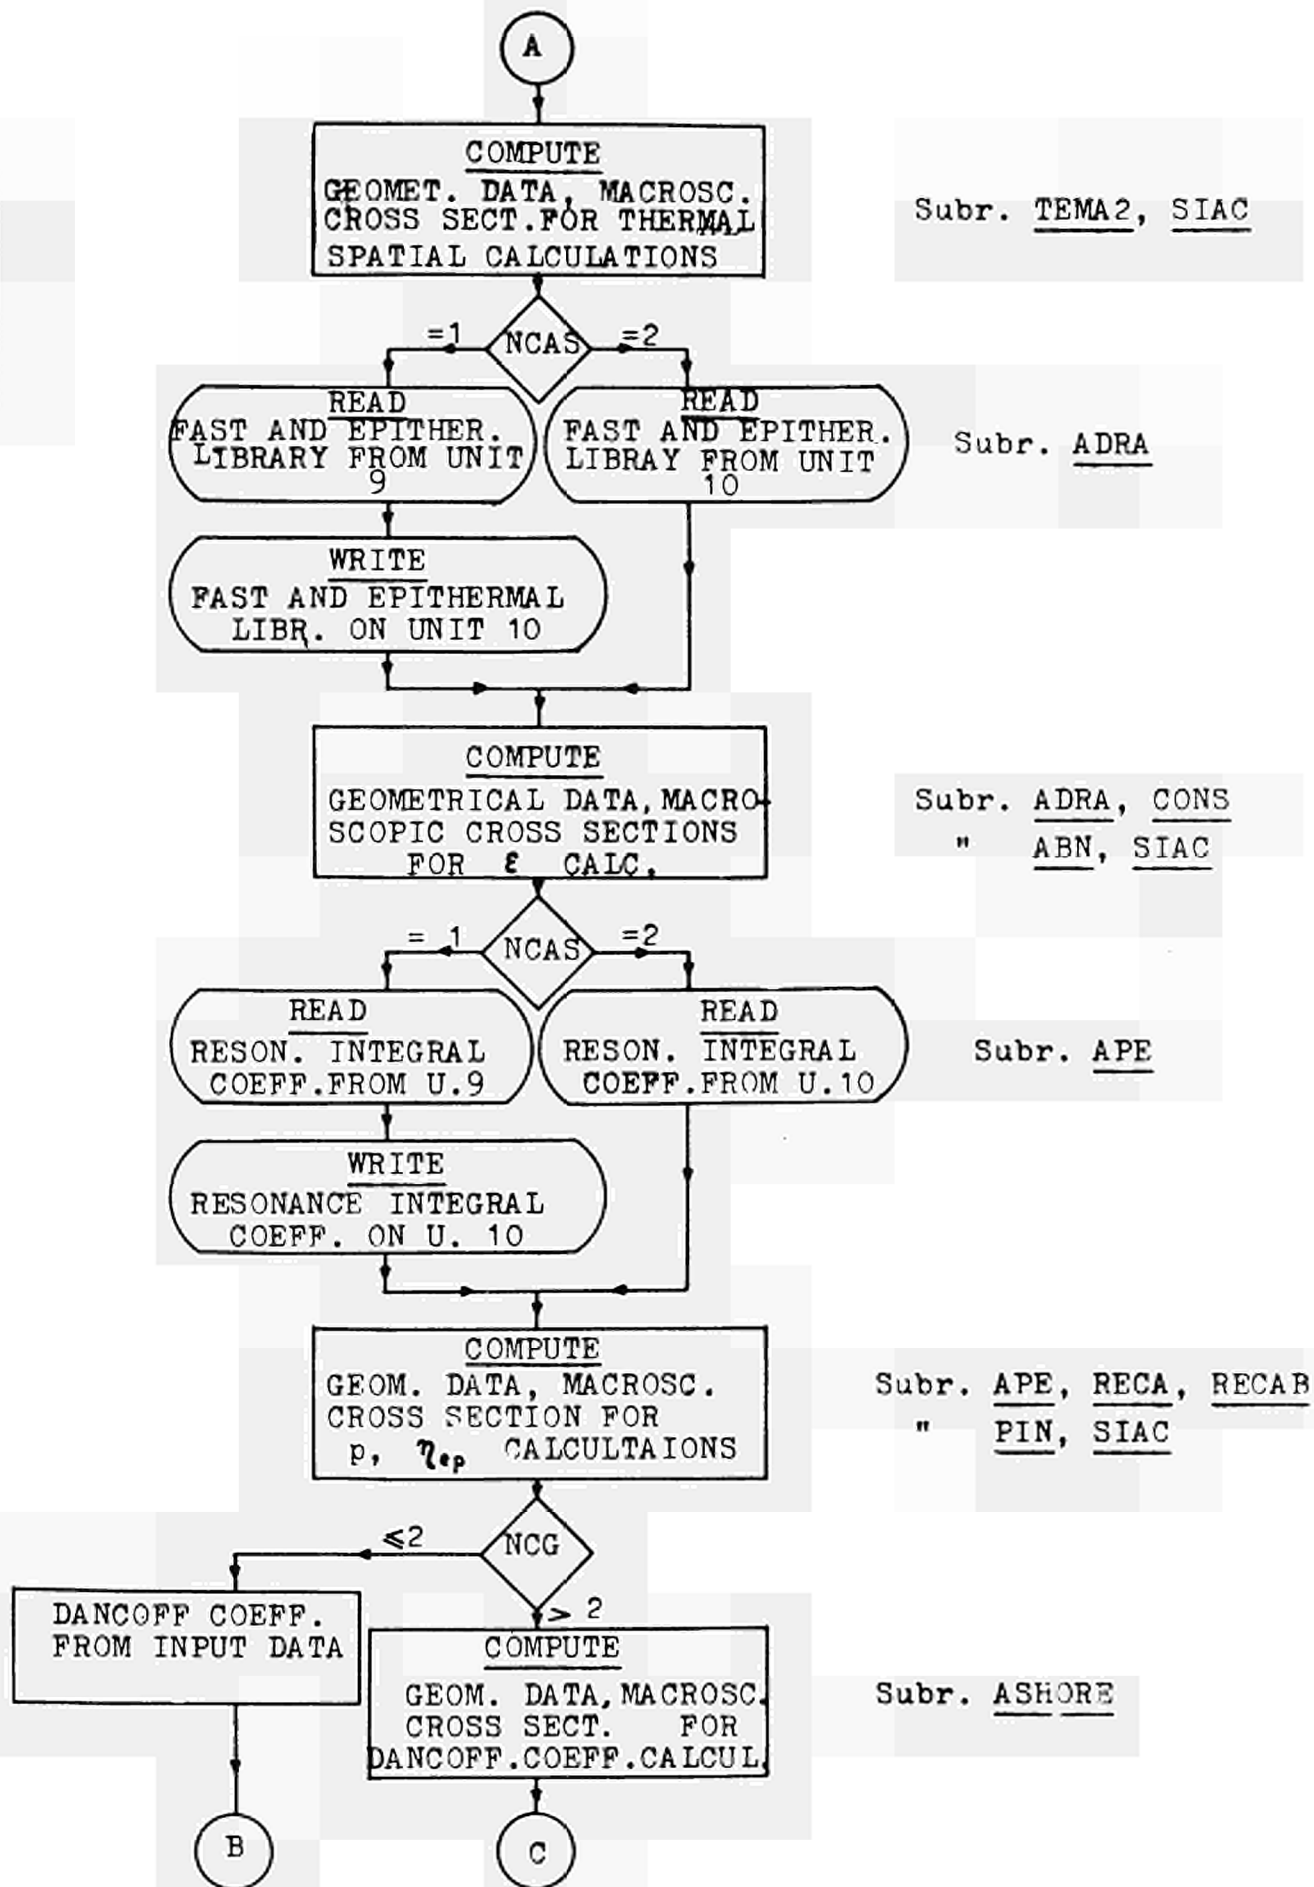 A
COMPUTE
GEOMET. DATA, MACROSC.
CROSS SECT.FOR THERMAL
SPATIAL CALCULATIONS
Subr. TEMA2, SIAC
=1
NCAS
=2
READ
FAST AND EPITHER.
LIBRARY FROM UNIT
9
READ
FAST AND EPITHER.
LIBRAY FROM UNIT
10
Subr. ADRA
WRITE
FAST AND EPITHERMAL
LIBR. ON UNIT 10
COMPUTE
GEOMETRICAL DATA, MACRO-
SCOPIC CROSS SECTIONS
FOR ε CALC.
Subr. ADRA, CONS
" ABN, SIAC
= 1
NCAS
=2
READ
RESON. INTEGRAL
COEFF.FROM U.9
READ
RESON. INTEGRAL
COEFF.FROM U.10
Subr. APE
WRITE
RESONANCE INTEGRAL
COEFF. ON U. 10
COMPUTE
GEOM. DATA, MACROSC.
CROSS SECTION FOR
p, ηep CALCULTAIONS
Subr. APE, RECA, RECAB
" PIN, SIAC
≤2
NCG
> 2
DANCOFF COEFF.
FROM INPUT DATA
COMPUTE
GEOM. DATA, MACROSC.
CROSS SECT. FOR
DANCOFF.COEFF.CALCUL.
Subr. ASHORE
B
C